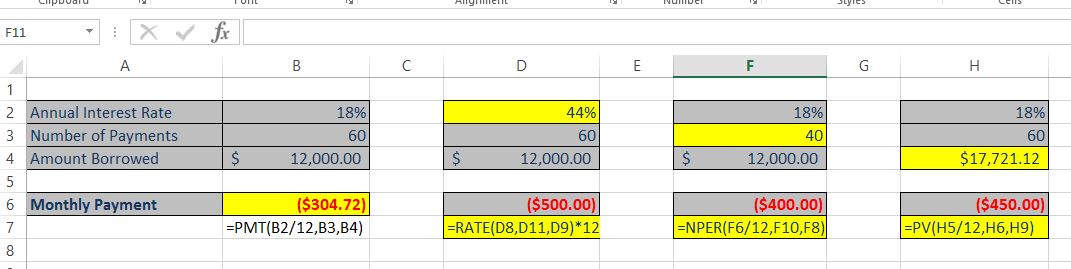 Clipboard Font Alignment Number Styles Cells
F11 fx
A B C D E F G H
1
2 Annual Interest Rate 18% 44% 18% 18%
3 Number of Payments 60 60 40 60
4 Amount Borrowed $ 12,000.00 $ 12,000.00 $ 12,000.00 $17,721.12
5
6 Monthly Payment ($304.72) ($500.00) ($400.00) ($450.00)
7 =PMT(B2/12,B3,B4) =RATE(D8,D11,D9)*12 =NPER(F6/12,F10,F8) =PV(H5/12,H6,H9)
8